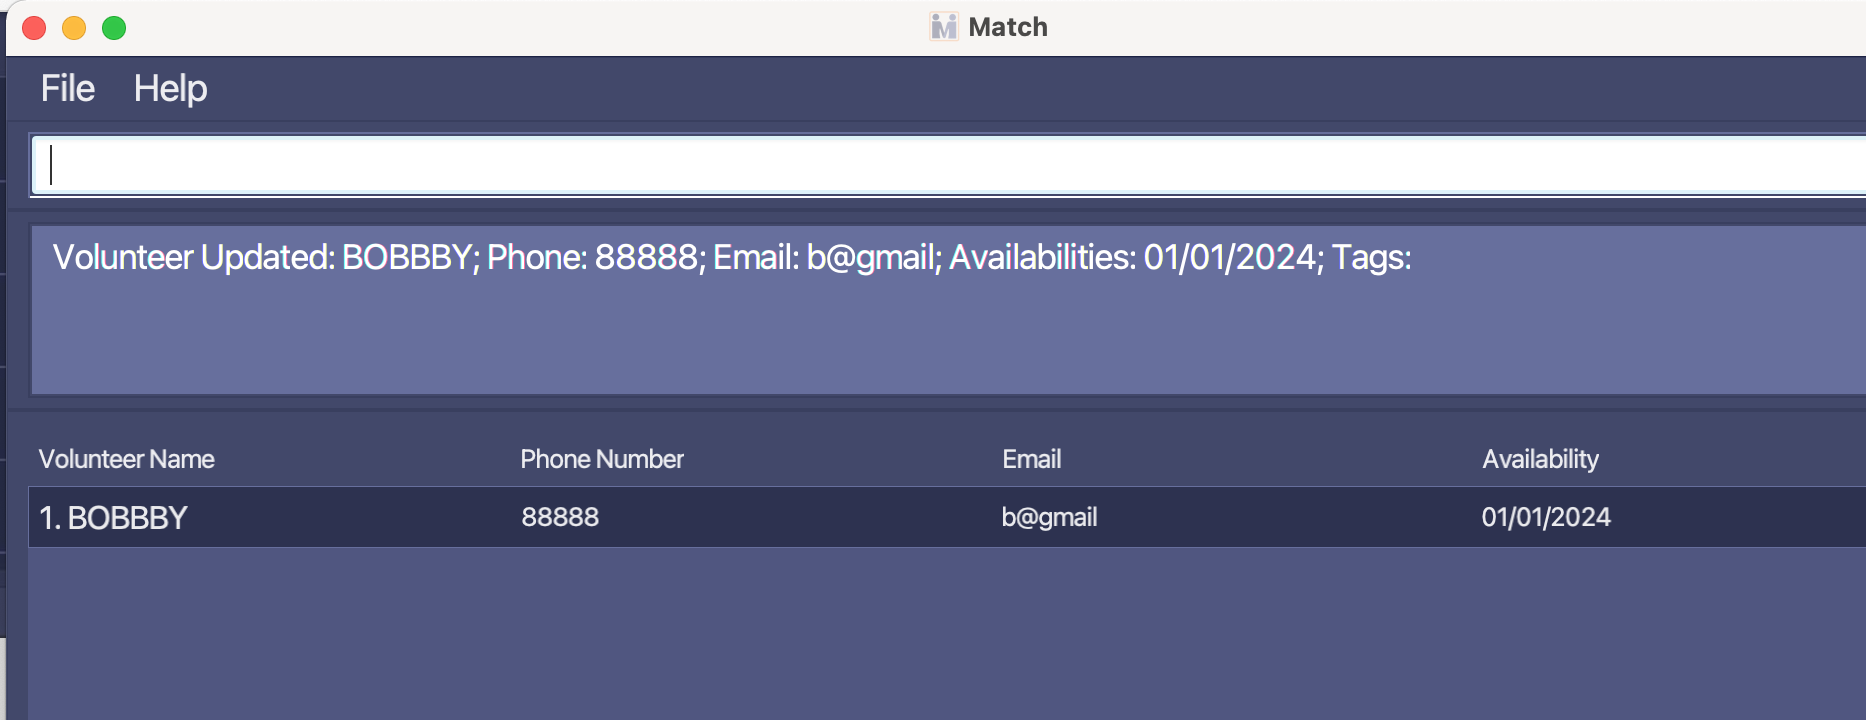 Match
File Help
Volunteer Updated: BOBBBY; Phone: 88888; Email: b@gmail; Availabilities: 01/01/2024; Tags:
Volunteer Name Phone Number Email Availability
1. BOBBBY 88888 b@gmail 01/01/2024